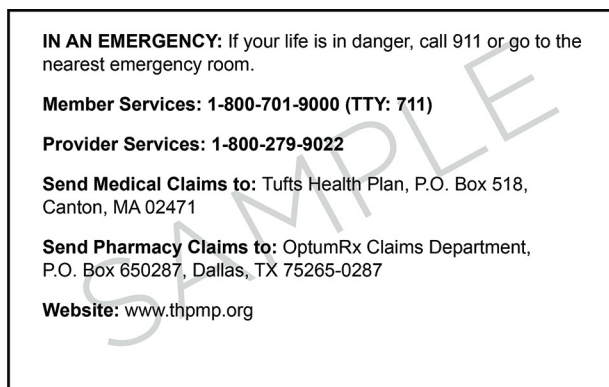 IN AN EMERGENCY: If your life is in danger, call 911 or go to the
nearest emergency room.
Member Services: 1-800-701-9000 (TTY: 711)
Provider Services: 1-800-279-9022
Send Medical Claims to: Tufts Health Plan, P.O. Box 518,
Canton, MA 02471
Send Pharmacy Claims to: OptumRx Claims Department,
P.O. Box 650287, Dallas, TX 75265-0287
Website: www.thpmp.org
SAMPLE